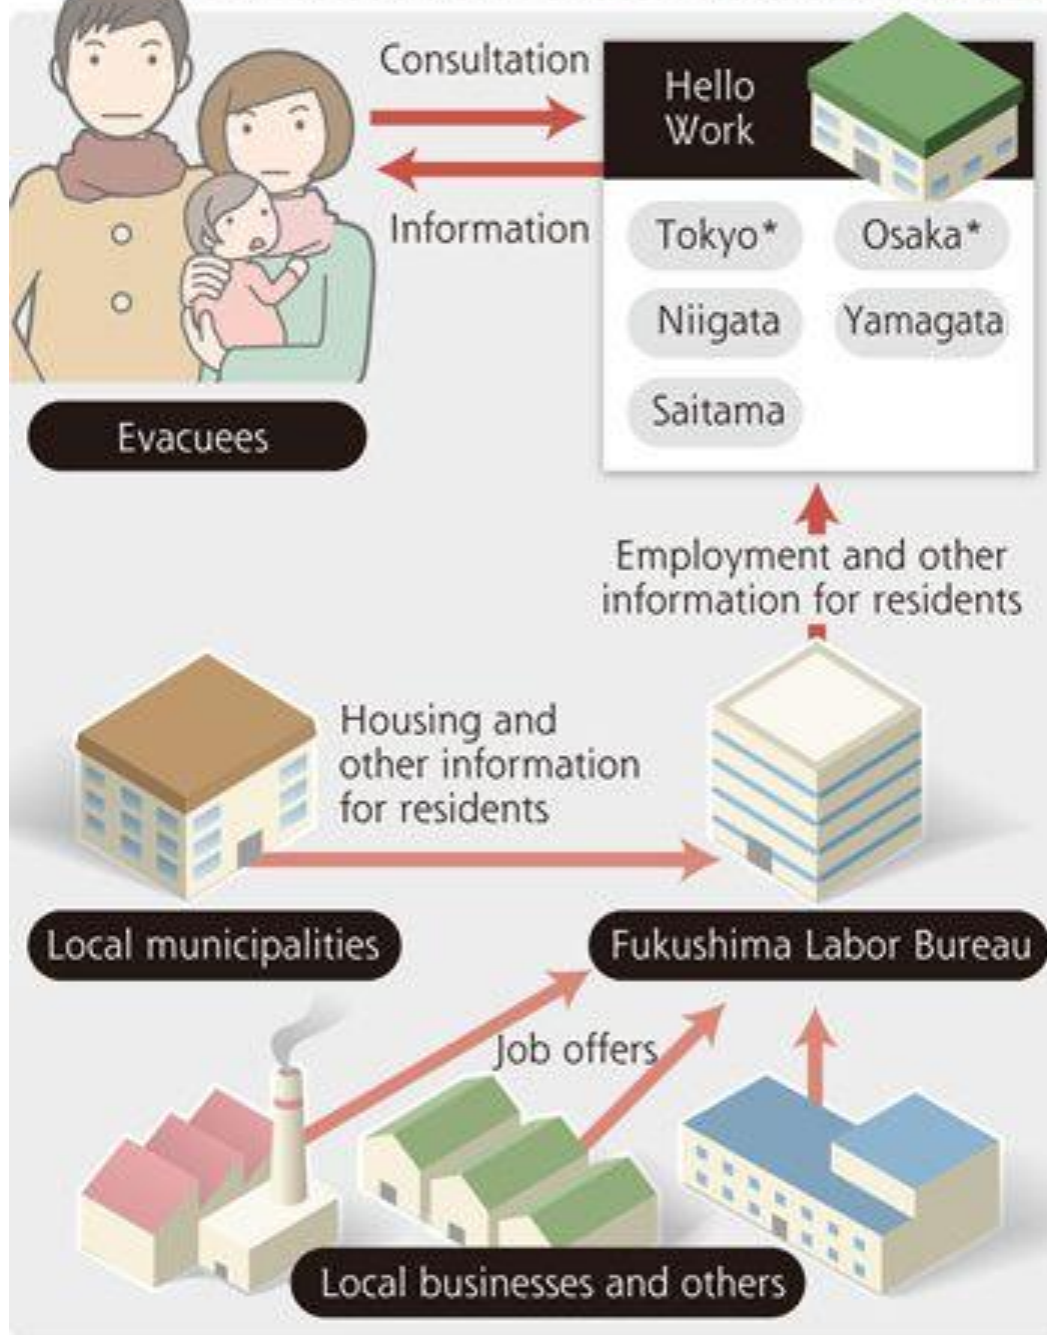 Consultation
Information
Hello
Work
Tokyo*
Osaka*
Niigata
Yamagata
Saitama
Evacuees
Employment and other
information for residents
Housing and
other information
for residents
Local municipalities
Fukushima Labor Bureau
Job offers
Local businesses and others